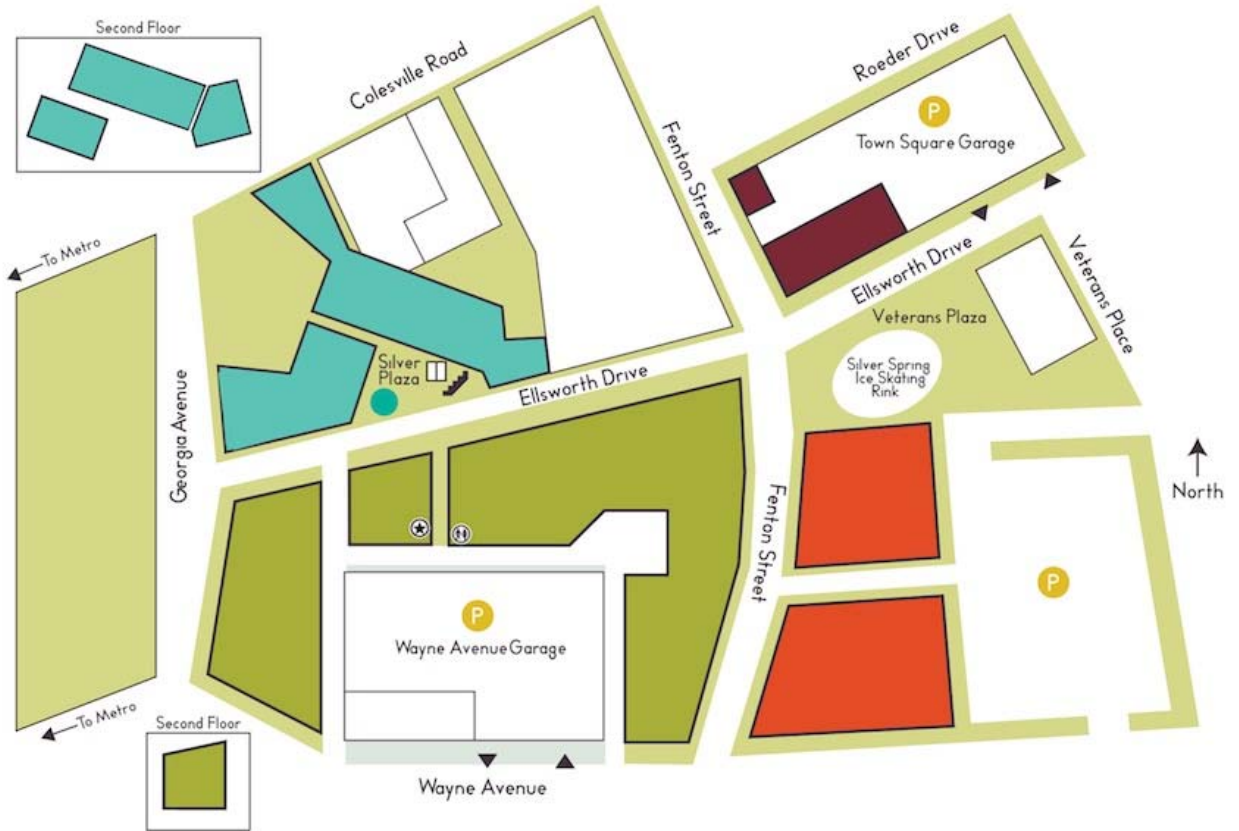 Second Floor
Colesville Road
Roeder Drive
P
Town Square Garage
Fenton Street
To Metro
Ellsworth Drive
Veterans Place
Veterans Plaza
Silver
Plaza
Silver Spring
Ice Skating
Rink
Ellsworth Drive
Georgia Avenue
North
Fenton Street
P
P
Wayne Avenue Garage
To Metro
Second Floor
Wayne Avenue